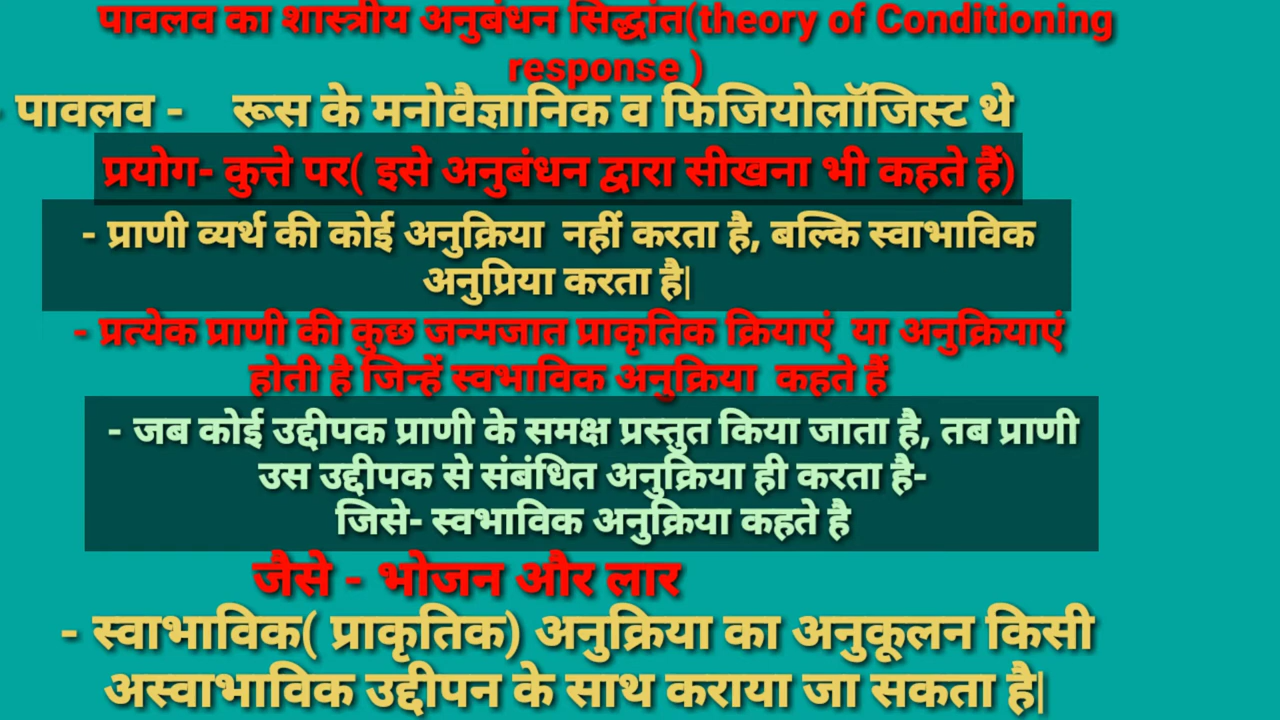 पावलव का शास्त्रीय अनुबंधन सिद्धांत(theory of Conditioning
response )
- पावलव - रूस के मनोवैज्ञानिक व फिजियोलॉजिस्ट थे
प्रयोग- कुत्ते पर( इसे अनुबंधन द्वारा सीखना भी कहते हैं)
- प्राणी व्यर्थ की कोई अनुक्रिया नहीं करता है, बल्कि स्वाभाविक
अनुप्रिया करता है|
- प्रत्येक प्राणी की कुछ जन्मजात प्राकृतिक क्रियाएं या अनुक्रियाएं
होती है जिन्हें स्वभाविक अनुक्रिया कहते हैं
- जब कोई उद्दीपक प्राणी के समक्ष प्रस्तुत किया जाता है, तब प्राणी
उस उद्दीपक से संबंधित अनुक्रिया ही करता है-
जिसे- स्वभाविक अनुक्रिया कहते है
जैसे - भोजन और लार
- स्वाभाविक( प्राकृतिक) अनुक्रिया का अनुकूलन किसी
अस्वाभाविक उद्दीपन के साथ कराया जा सकता है|